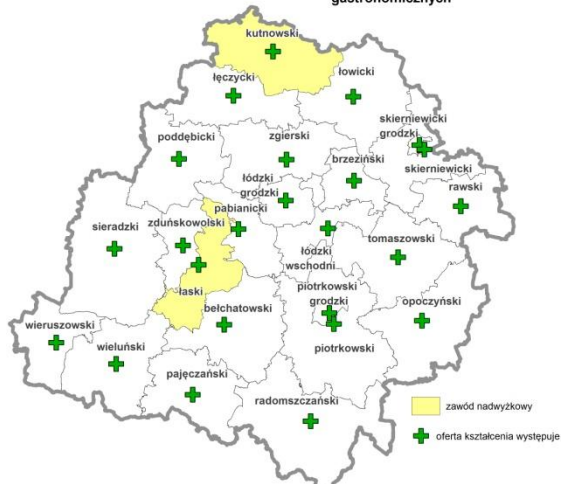 gastronomicznych
kutnowski
łęczycki
łowicki
skierniewicki
grodzki
poddębicki
zgierski
brzeziński
skierniewicki
łódzki
grodzki
rawski
pabianicki
sieradzki
zduńskowolski
łódzki
wschodni
tomaszowski
łaski
piotrkowski
grodzki
bełchatowski
opoczyński
wieruszowski
wieluński
piotrkowski
pajęczański
radomszczański
zawód nadwyżkowy
oferta kształcenia występuje